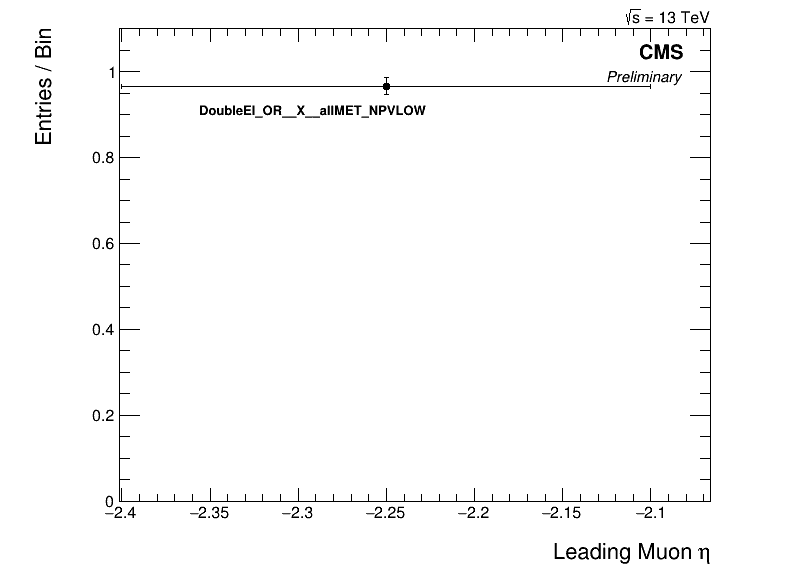 √s = 13 TeV
CMS
Preliminary
Entries / Bin
1
DoubleEl_OR__X__allMET_NPVLOW
0.8
0.6
0.4
0.2
0
−2.4 −2.35 −2.3 −2.25 −2.2 −2.15 −2.1
Leading Muon η